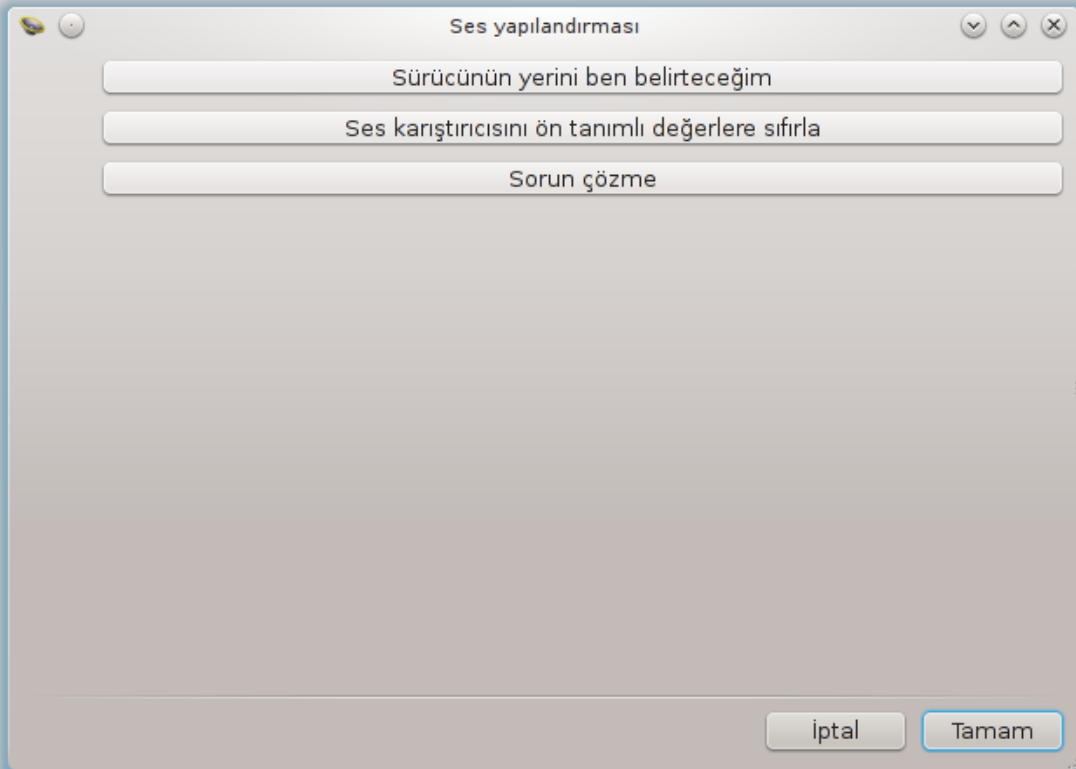 Ses yapılandırması
Sürücünün yerini ben belirteceğim
Ses karıştırıcısını ön tanımlı değerlere sıfırla
Sorun çözme
İptal
Tamam